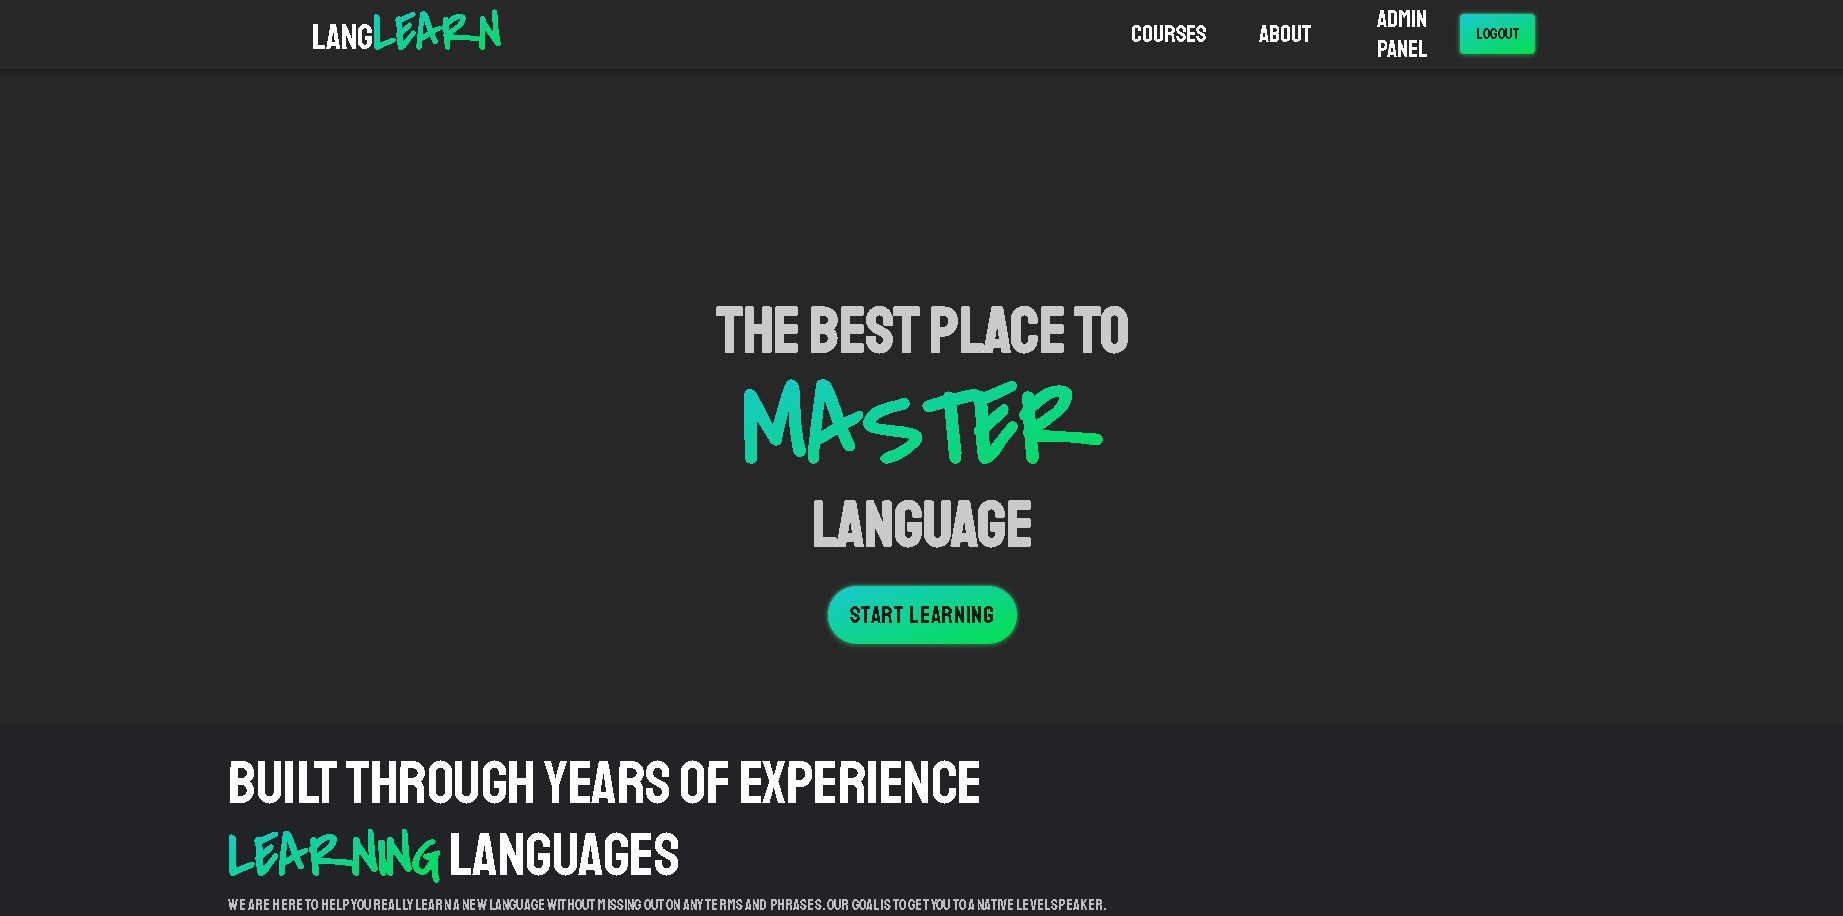 LANGLEARN
COURSES
ABOUT
ADMIN
PANEL
LOGOUT
THE BEST PLACE TO
MASTER
LANGUAGE
START LEARNING
BUILT THROUGH YEARS OF EXPERIENCE
LEARNING LANGUAGES
WE ARE HERE TO HELP YOU REALLY LEARN A NEW LANGUAGE WITHOUT MISSING OUT ON ANY TERMS AND PHRASES. OUR GOAL IS TO GET YOU TO A NATIVE LEVEL SPEAKER.